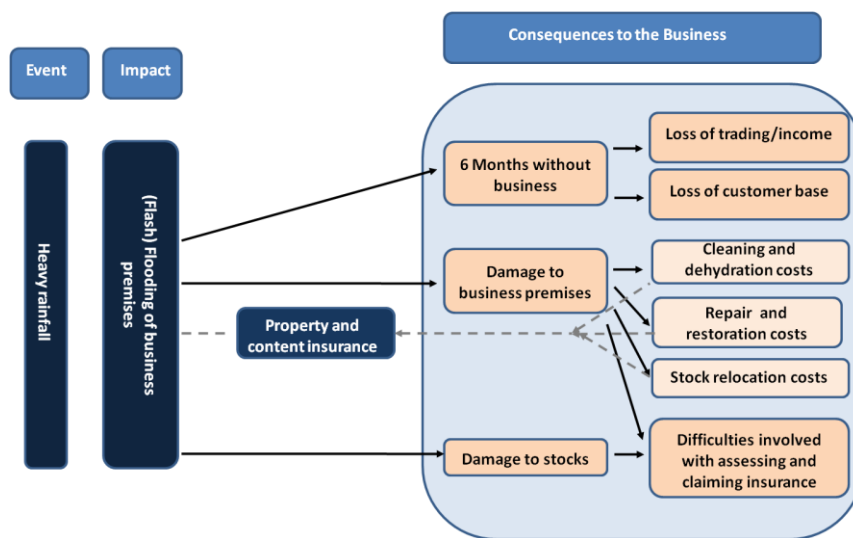 Consequences to the Business
Event
Impact
Heavy rainfall
(Flash) Flooding of business
premises
6 Months without
business
Loss of trading/income
Loss of customer base
Damage to
business premises
Cleaning and
dehydration costs
Property and
content insurance
Repair and
restoration costs
Stock relocation costs
Damage to stocks
Difficulties involved
with assessing and
claiming insurance